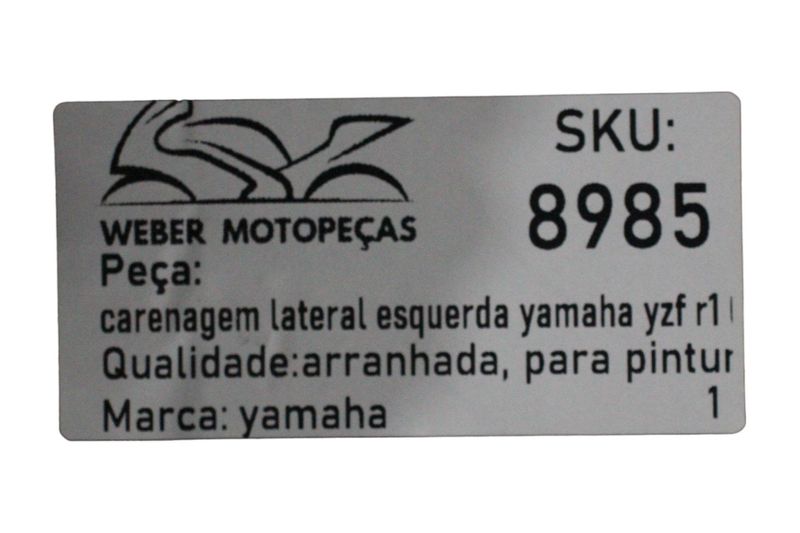 SKU:
8985
WEBER MOTOPEÇAS
Peça:
carenagem lateral esquerda yamaha yzf r1
Qualidade:arranhada, para pintur
Marca: yamaha
1